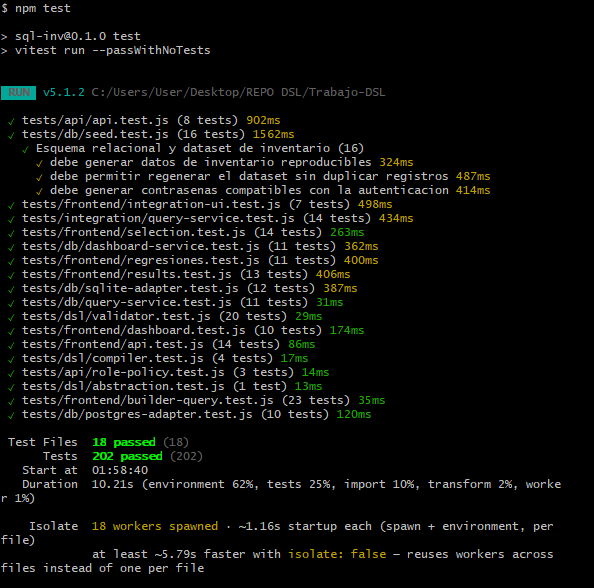 $ npm test
> sql-inv@0.1.0 test
> vitest run --passWithNoTests
RUN v5.1.2 C:/Users/User/Desktop/REPO DSL/Trabajo-DSL
✓ tests/api/api.test.js (8 tests) 902ms
✓ tests/db/seed.test.js (16 tests) 1562ms
✓ Esquema relacional y dataset de inventario (16)
✓ debe generar datos de inventario reproducibles 324ms
✓ debe permitir regenerar el dataset sin duplicar registros 487ms
✓ debe generar contrasenas compatibles con la autenticacion 414ms
✓ tests/frontend/integration-ui.test.js (7 tests) 498ms
✓ tests/integration/query-service.test.js (14 tests) 434ms
✓ tests/frontend/selection.test.js (14 tests) 263ms
✓ tests/db/dashboard-service.test.js (11 tests) 362ms
✓ tests/frontend/regresiones.test.js (11 tests) 400ms
✓ tests/frontend/results.test.js (13 tests) 406ms
✓ tests/db/sqlite-adapter.test.js (12 tests) 387ms
✓ tests/db/query-service.test.js (11 tests) 31ms
✓ tests/dsl/validator.test.js (20 tests) 29ms
✓ tests/frontend/dashboard.test.js (10 tests) 174ms
✓ tests/frontend/api.test.js (14 tests) 86ms
✓ tests/dsl/compiler.test.js (4 tests) 17ms
✓ tests/api/role-policy.test.js (3 tests) 14ms
✓ tests/dsl/abstraction.test.js (1 test) 13ms
✓ tests/frontend/builder-query.test.js (23 tests) 35ms
✓ tests/db/postgres-adapter.test.js (10 tests) 120ms
Test Files 18 passed (18)
Tests 202 passed (202)
Start at 01:58:40
Duration 10.21s (environment 62%, tests 25%, import 10%, transform 2%, worke
r 1%)
Isolate 18 workers spawned · ~1.16s startup each (spawn + environment, per
file)
at least ~5.79s faster with isolate: false — reuses workers across
files instead of one per file